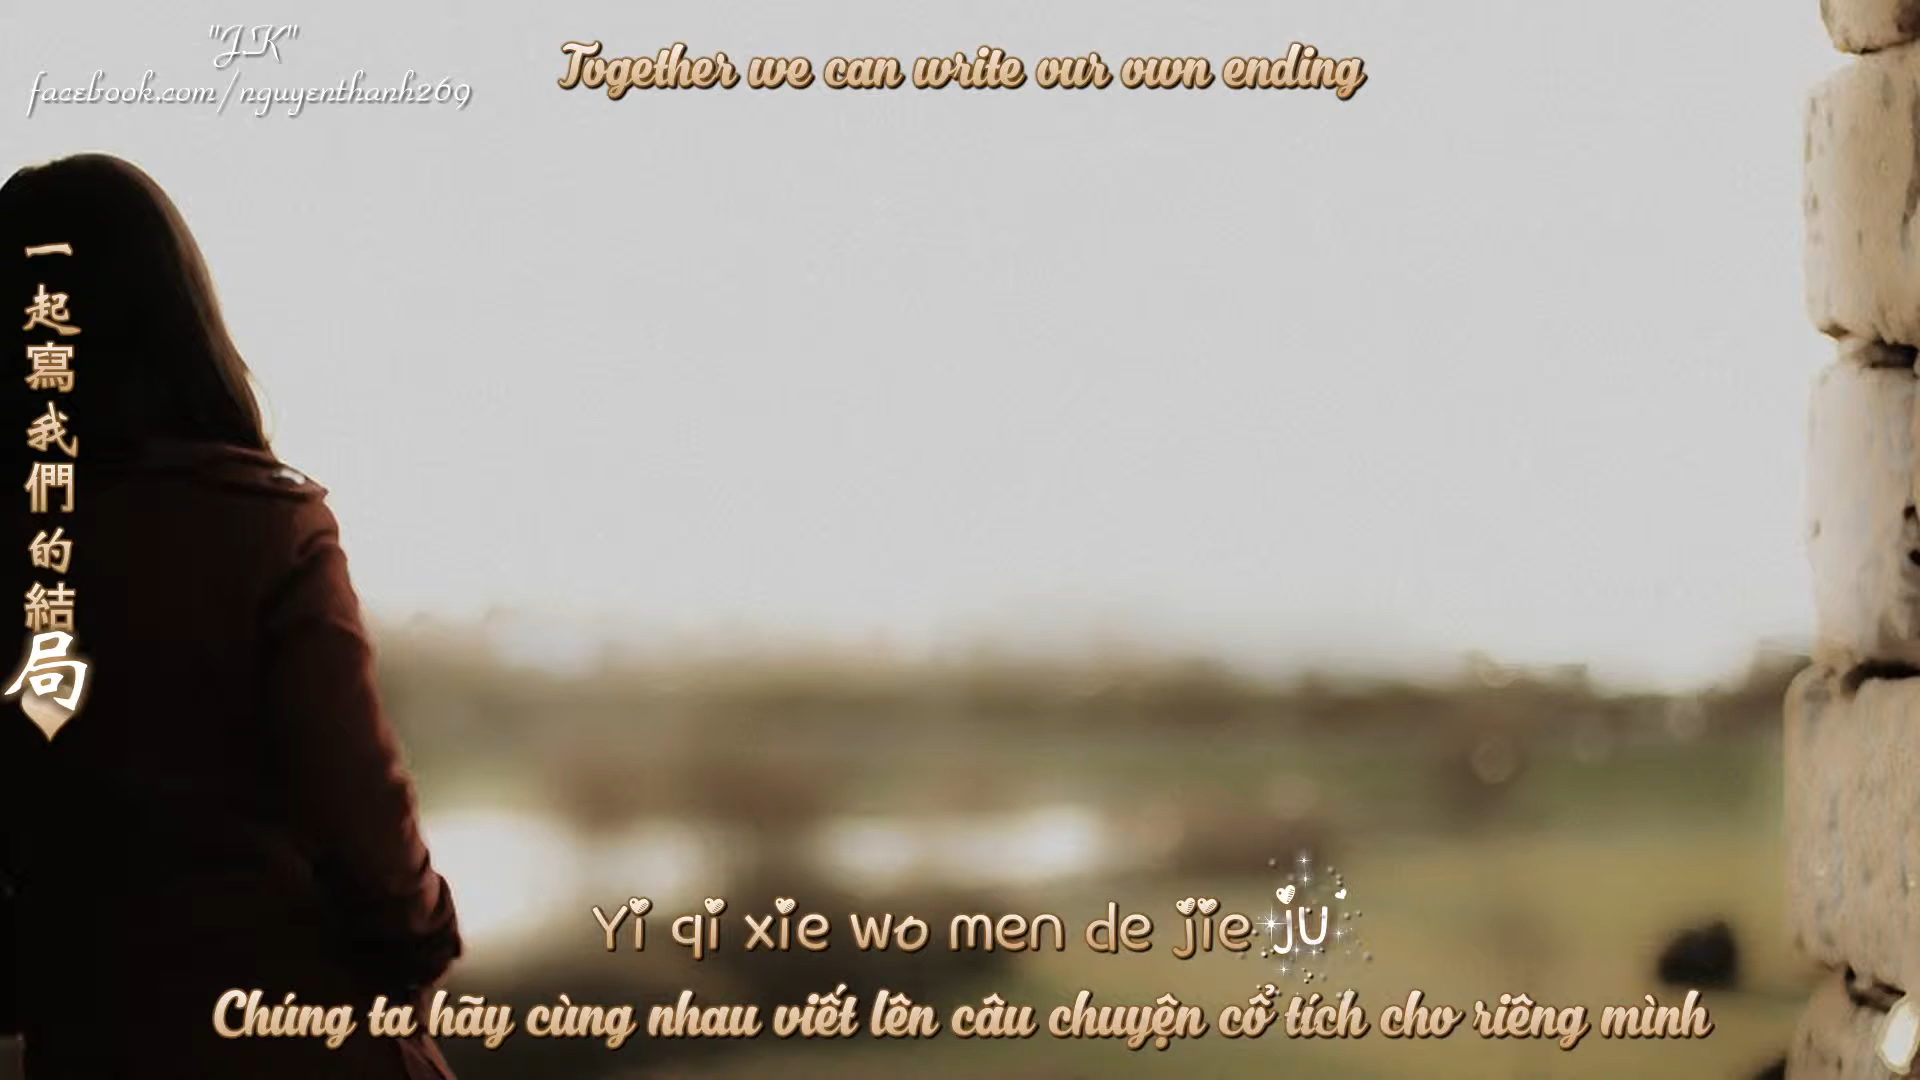 "J.K"
facebook.com/nguyenthanh269
Together we can write our own ending
一起寫我們的結局
Yi qi xie wo men de jie ju
Chúng ta hãy cùng nhau viết lên câu chuyện cổ tích cho riêng mình